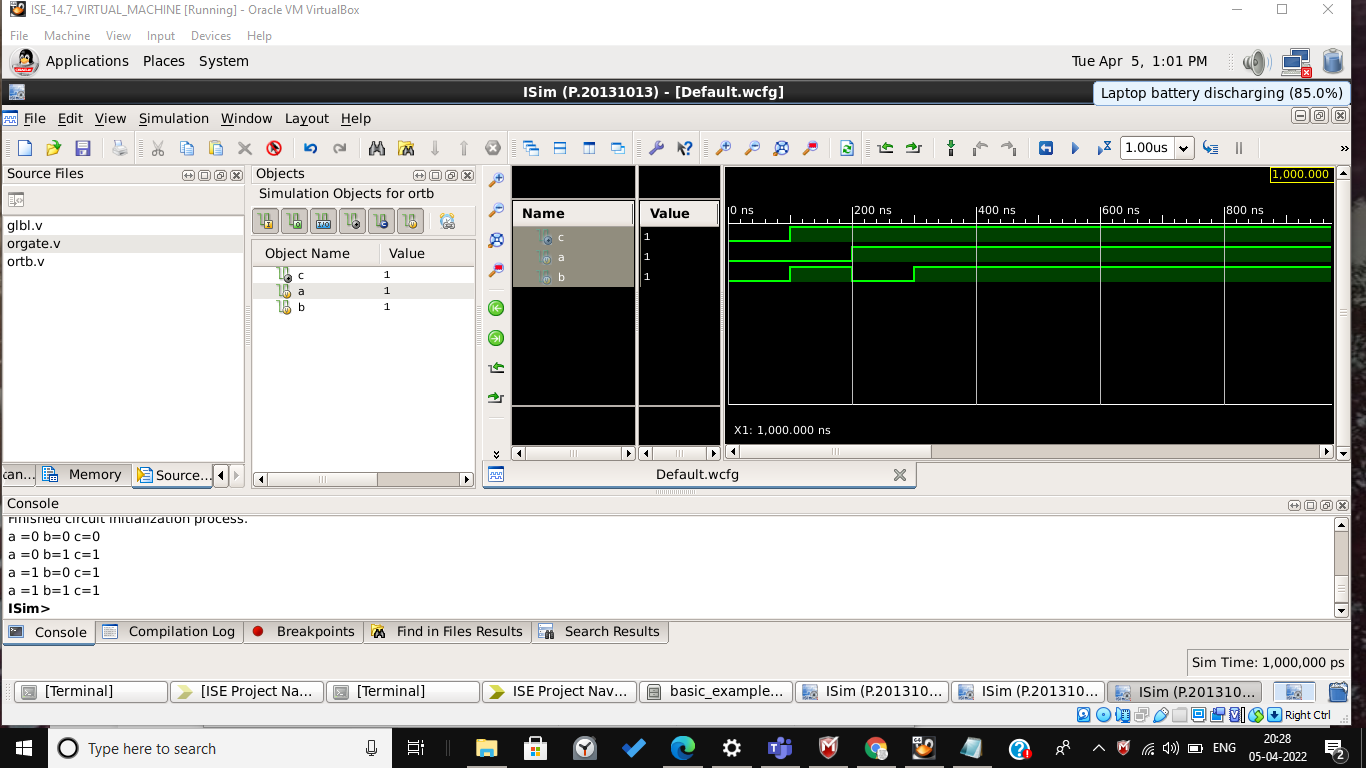 ISE_14.7_VIRTUAL_MACHINE [Running] - Oracle VM VirtualBox
File Machine View Input Devices Help
Applications Places System
Tue Apr 5, 1:01 PM
ISim (P.20131013) - [Default.wcfg]
Laptop battery discharging (85.0%)
File Edit View Simulation Window Layout Help
1.00us
»
Source Files
glbl.v
orgate.v
ortb.v
Memory
Source...
Objects
Simulation Objects for ortb
Object Name Value
c 1
a 1
b 1
Name Value
c 1
a 1
b 1
1,000.000
0 ns 200 ns 400 ns 600 ns 800 ns
X1: 1,000.000 ns
Default.wcfg
Console
Finished circuit initialization process.
a =0 b=0 c=0
a =0 b=1 c=1
a =1 b=0 c=1
a =1 b=1 c=1
ISim>
Console Compilation Log Breakpoints Find in Files Results Search Results
Sim Time: 1,000,000 ps
[Terminal] [ISE Project Na... [Terminal] ISE Project Nav... basic_example... ISim (P.201310... ISim (P.201310... ISim (P.201310...
Right Ctrl
Type here to search
ENG
20:28
05-04-2022
2